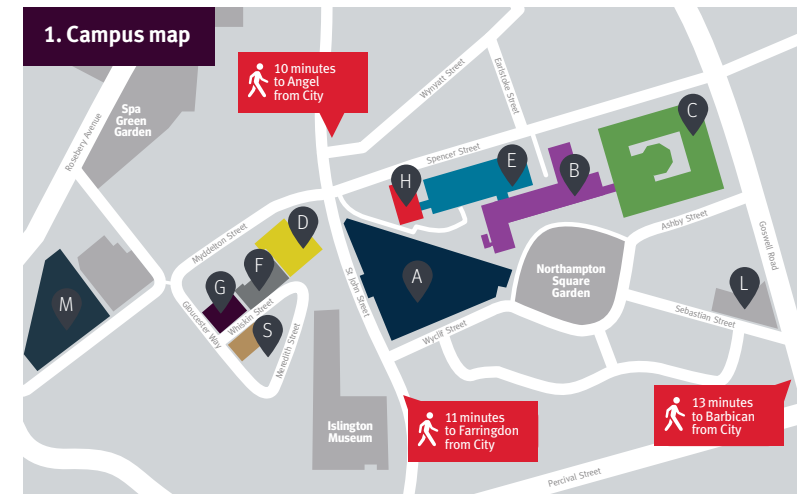 1. Campus map
10 minutes
to Angel
from City
Wynyatt Street
Earlstoke Street
Spa
Green
Garden
Rosebery Avenue
Spencer Street
C
E
B
H
D
Myddelton Street
Ashby Street
Goswell Road
F
G
A
St John Street
Northampton
Square
Garden
L
M
Gloucester Way
Whiskin Street
S
Meredith Street
Wyclif Street
Sebastian Street
Islington
Museum
11 minutes
to Farringdon
from City
13 minutes
to Barbican
from City
Percival Street